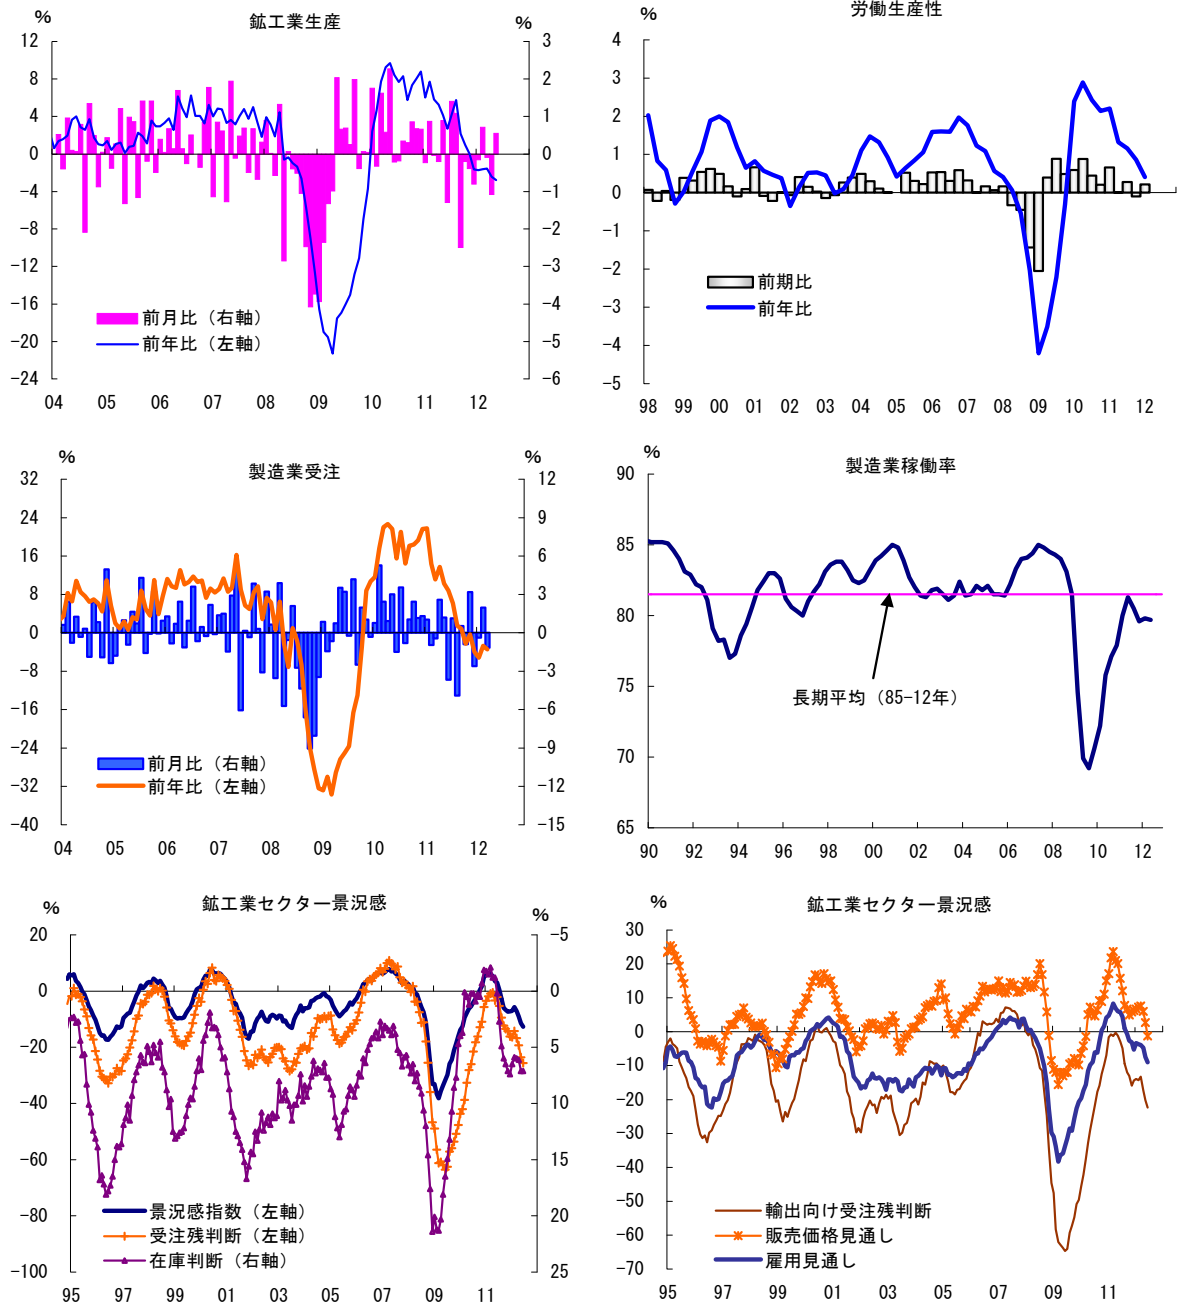 鉱工業生産
% %
12 3
8 2
4 1
0 0
-4 -1
-8 -2
-12 -3
-16 -4
-20 -5
-24 -6
前月比（右軸）
前年比（左軸）
04 05 06 07 08 09 10 11 12
労働生産性
%
4
3
2
1
0
-1
-2
-3
-4
-5
前期比
前年比
98 99 00 01 02 03 04 05 06 07 08 09 10 11 12
製造業受注
% %
32 12
24 9
16 6
8 3
0 0
-8 -3
-16 -6
-24 -9
-32 -12
-40 -15
前月比（右軸）
前年比（左軸）
04 05 06 07 08 09 10 11 12
製造業稼働率
%
90
85
80
75
70
65
長期平均（85-12年）
90 92 94 96 98 00 02 04 06 08 10 12
鉱工業セクター景況感
% %
20 -5
0 0
-20 5
-40 10
-60 15
-80 20
-100 25
景況感指数（左軸）
受注残判断（左軸）
在庫判断（右軸）
95 97 99 01 03 05 07 09 11
鉱工業セクター景況感
%
30
20
10
0
-10
-20
-30
-40
-50
-60
-70
輸出向け受注残判断
販売価格見通し
雇用見通し
95 97 99 01 03 05 07 09 11